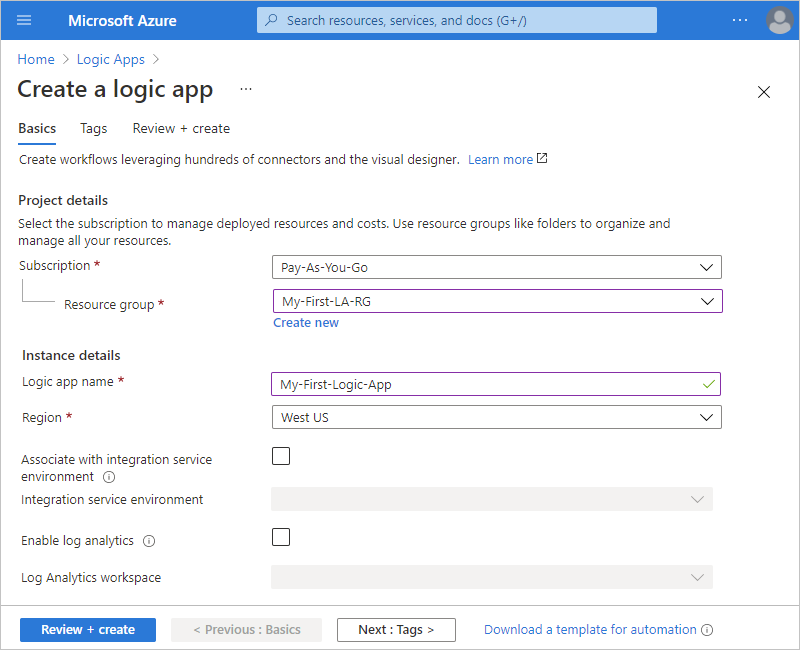 Microsoft Azure
Search resources, services, and docs (G+/)
...
Home > Logic Apps >
Create a logic app ...
Basics Tags Review + create
Create workflows leveraging hundreds of connectors and the visual designer. Learn more
Project details
Select the subscription to manage deployed resources and costs. Use resource groups like folders to organize and
manage all your resources.
Subscription * Pay-As-You-Go
Resource group * My-First-LA-RG
Create new
Instance details
Logic app name * My-First-Logic-App
Region * West US
Associate with integration service
environment
Integration service environment
Enable log analytics
Log Analytics workspace
Review + create < Previous : Basics Next : Tags > Download a template for automation